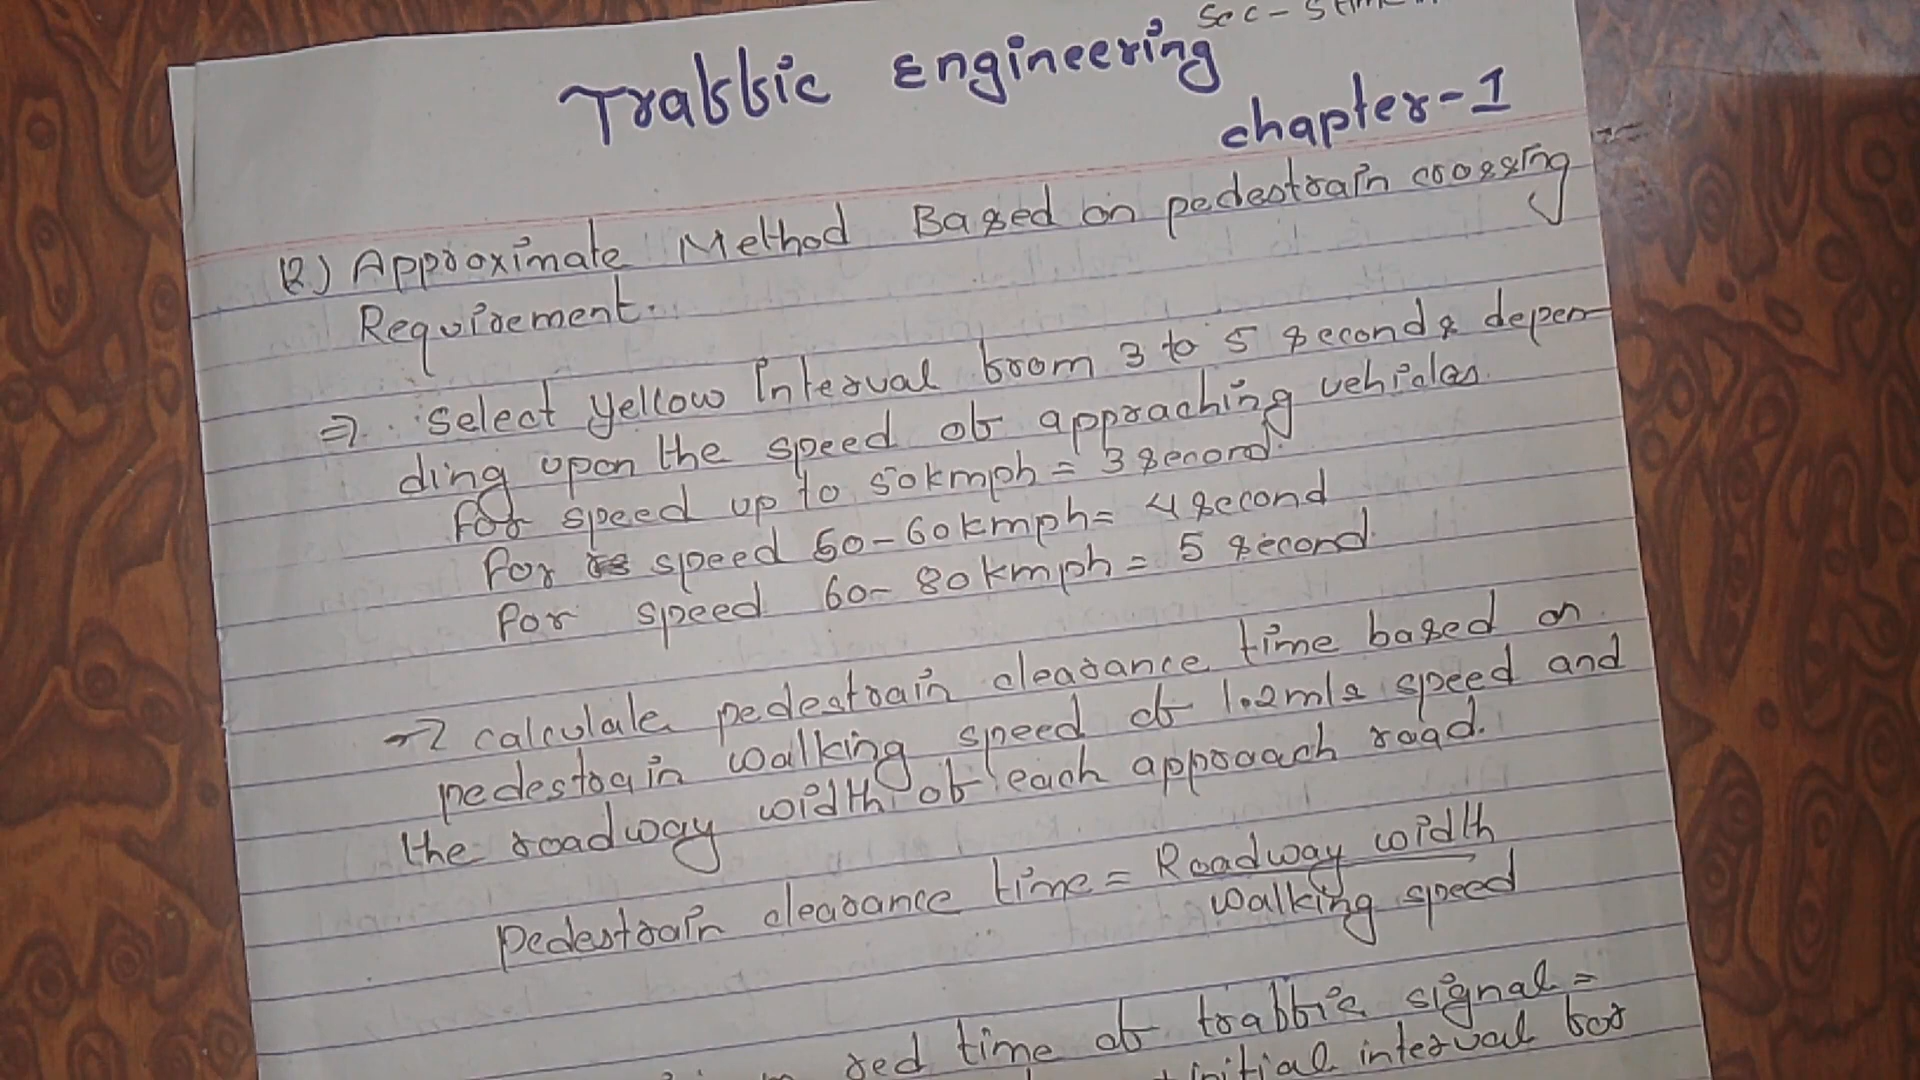 Traffic Engineering
chapter-1
(2.) Approximate Method Based on pedestrain crossing
Requirement.
⇒ select yellow Interval from 3 to 5 seconds depen-
ding upon the speed of appraching vehicles.
For speed up to 50kmph = 3 second.
For speed 50-60kmph = 4 second
For speed 60-80kmph = 5 second.
→ calculate pedestrain clearance time based on
pedestrain walking speed of 1.2m/s speed and
the roadway width of each approach road.
Pedestrain clearance time = Roadway width
walking speed
red time of traffic signal =
initial interval for